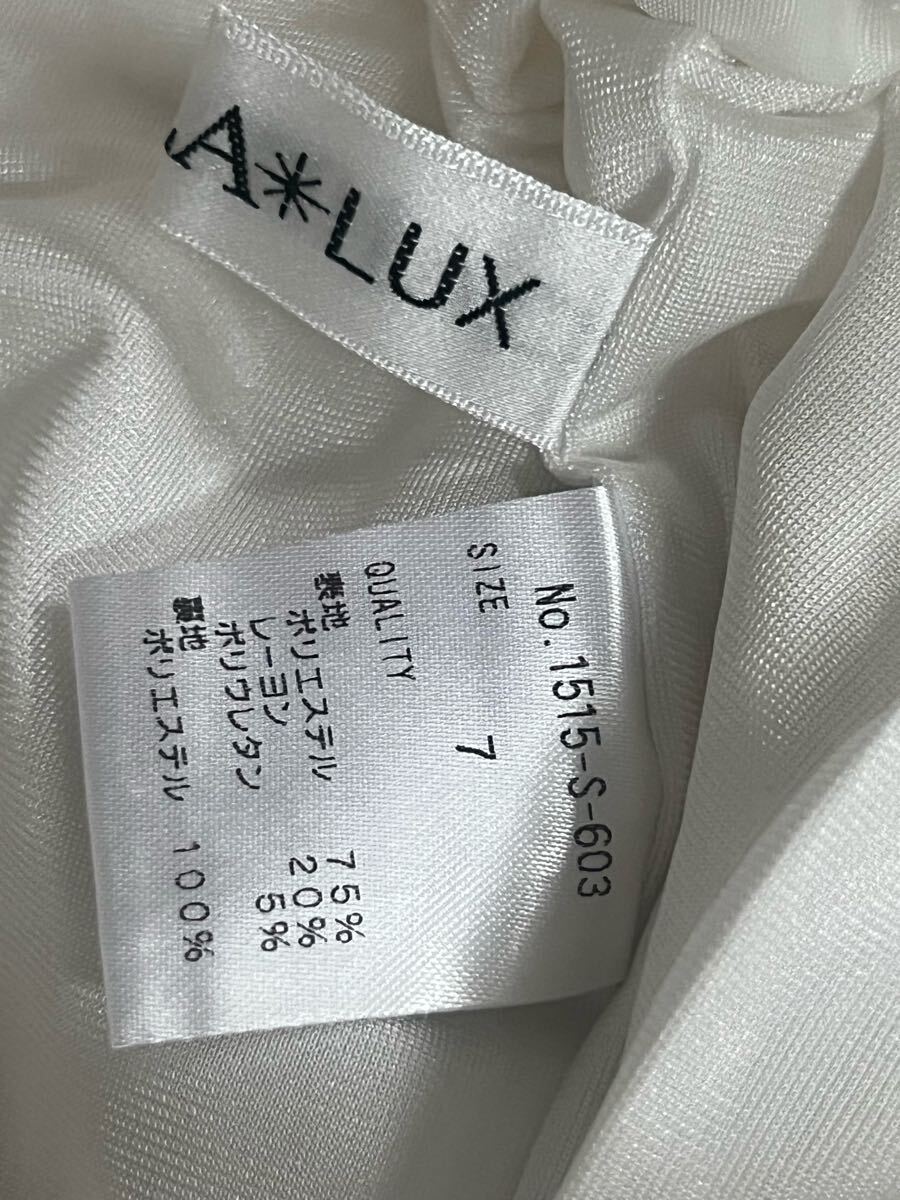 A*LUX
No.1515-S-603
SIZE 7
QUALITY
表地
ポリエステル 75%
レーヨン 20%
ポリウレタン 5%
裏地
ポリエステル 100%